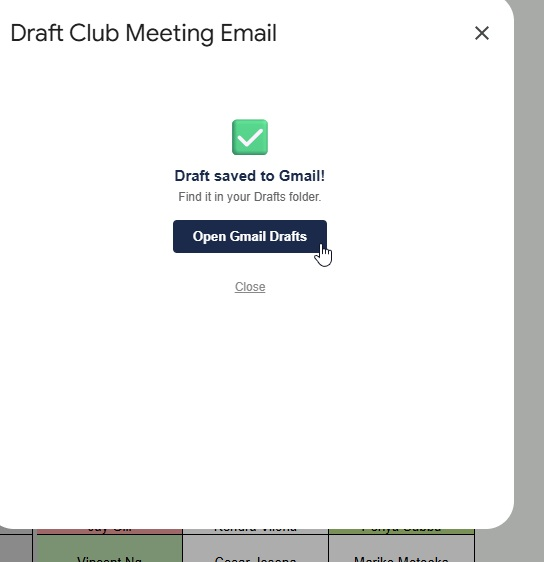 Draft Club Meeting Email
Draft saved to Gmail!
Find it in your Drafts folder.
Open Gmail Drafts
Close
Vincent Ng